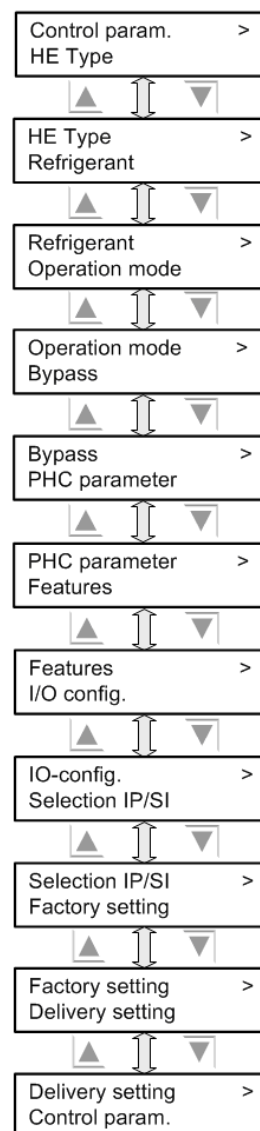 Control param. >
HE Type
HE Type >
Refrigerant
Refrigerant >
Operation mode
Operation mode >
Bypass
Bypass >
PHC parameter
PHC parameter >
Features
Features >
I/O config.
IO-config. >
Selection IP/SI
Selection IP/SI >
Factory setting
Factory setting >
Delivery setting
Delivery setting >
Control param.